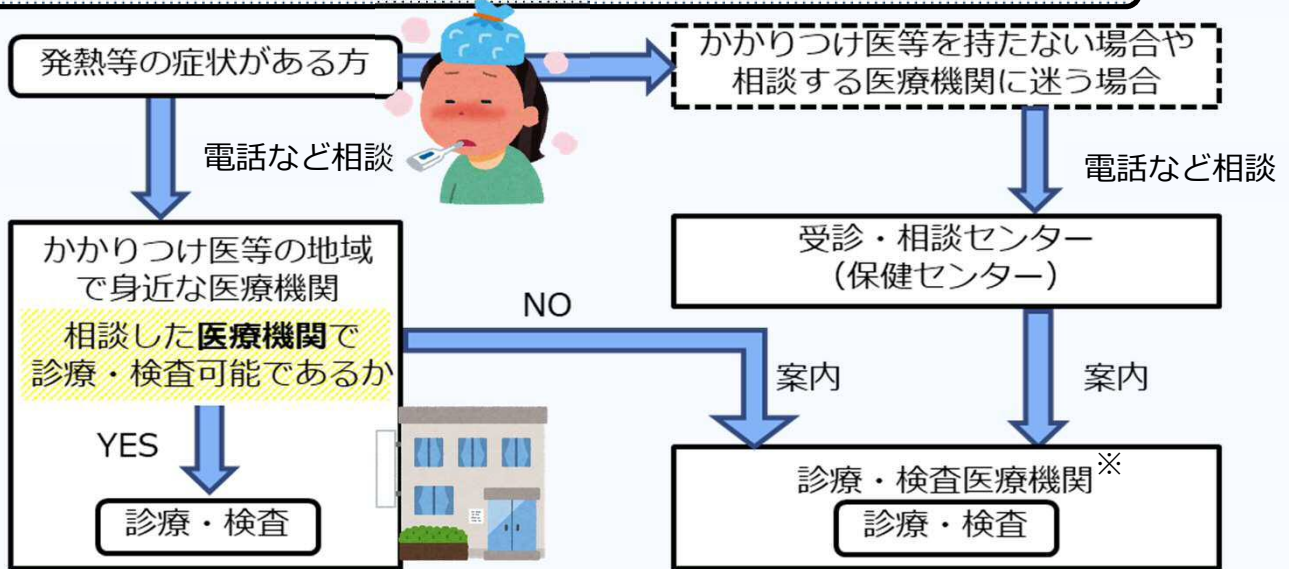 発熱等の症状がある方
かかりつけ医等を持たない場合や
相談する医療機関に迷う場合
電話など相談
電話など相談
かかりつけ医等の地域
で身近な医療機関
相談した医療機関で
診療・検査可能であるか
YES
診療・検査
NO
案内
受診・相談センター
（保健センター）
案内
診療・検査医療機関※
診療・検査